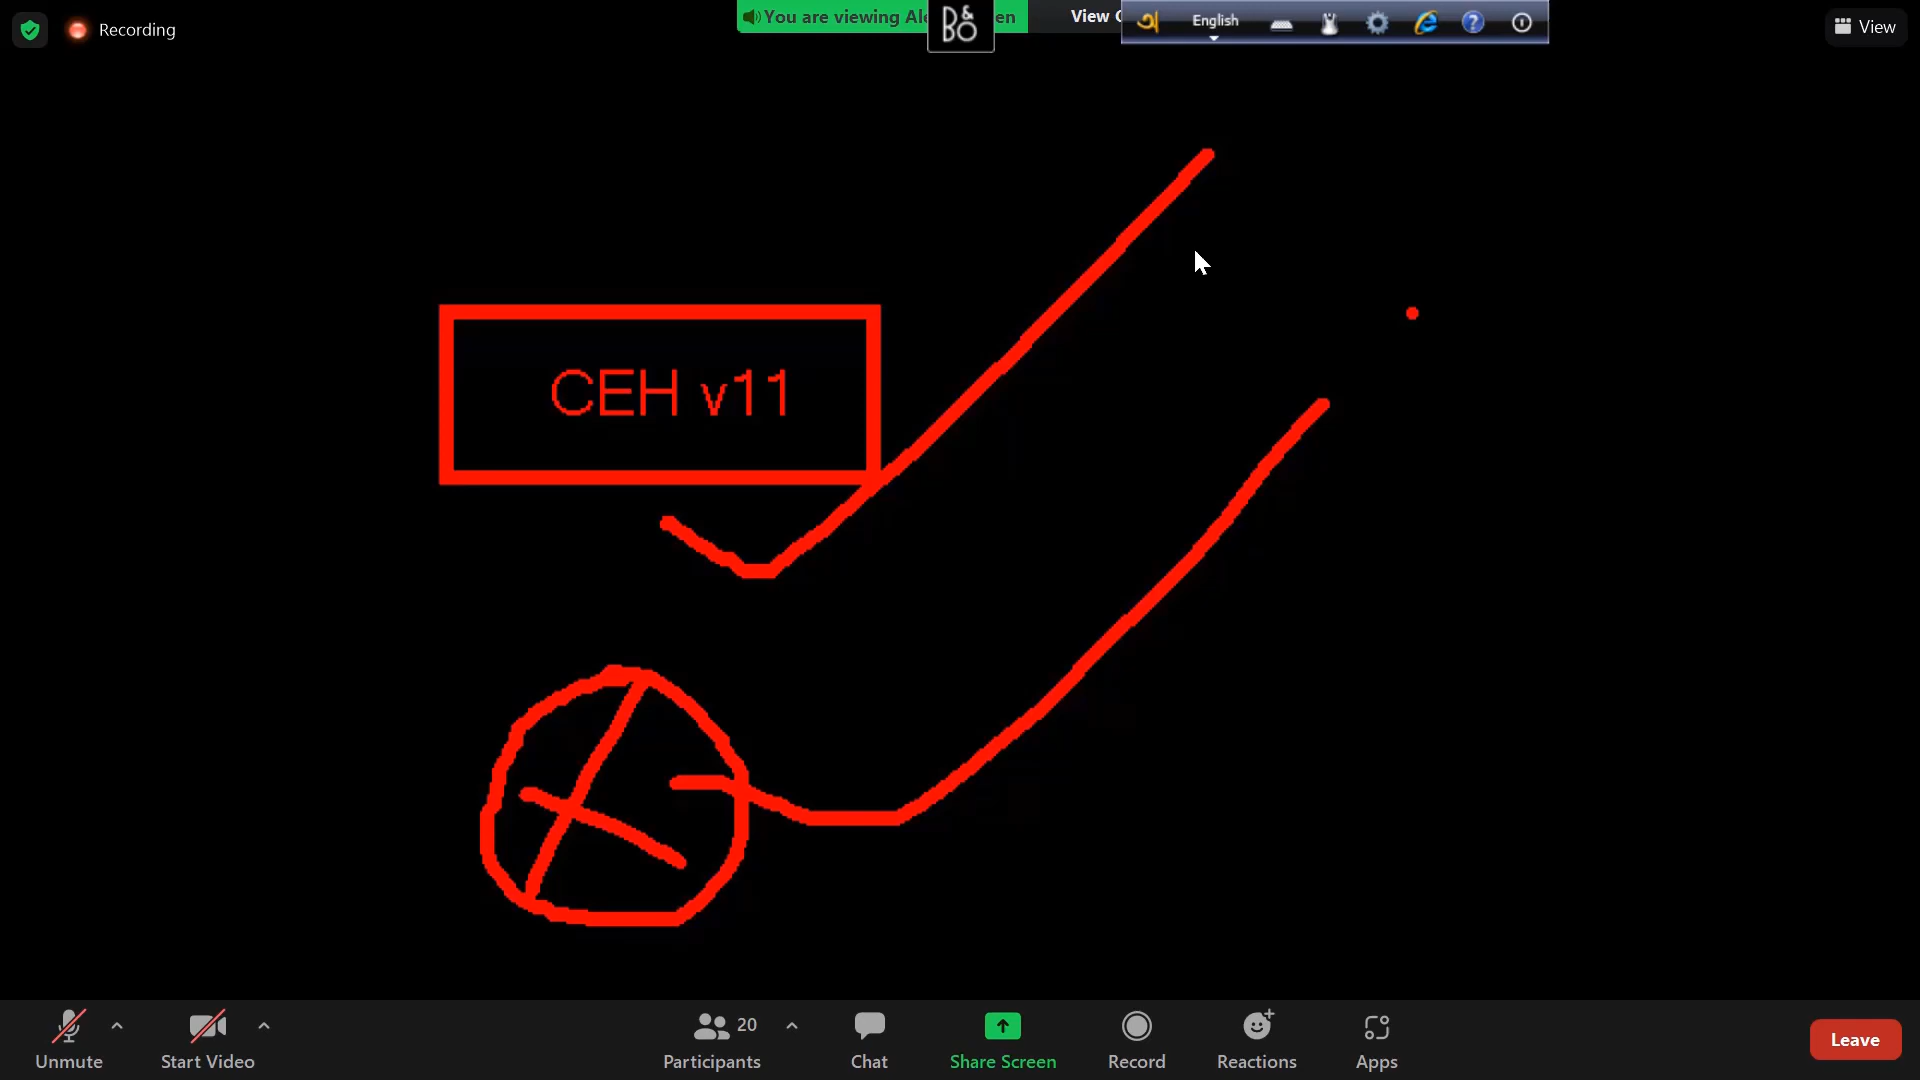 Recording
You are viewing Al en
View
অ English
View
B&O
CEH v11
Unmute
Start Video
20
Participants
Chat
Share Screen
Record
Reactions
Apps
Leave